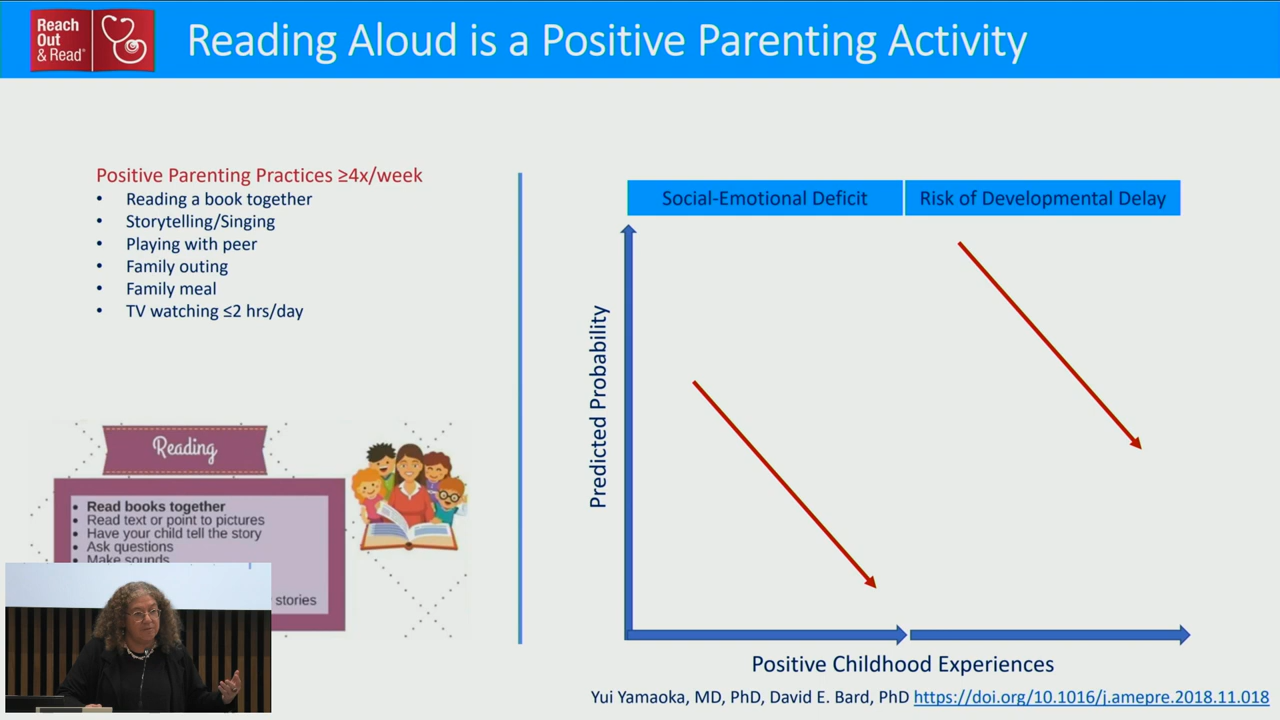 Reach
Out
& Read®
Reading Aloud is a Positive Parenting Activity
Positive Parenting Practices ≥4x/week
• Reading a book together
• Storytelling/Singing
• Playing with peer
• Family outing
• Family meal
• TV watching ≤2 hrs/day
Reading
• Read books together
• Read text or point to pictures
• Have your child tell the story
• Ask questions
• Make sounds
stories
Social-Emotional Deficit
Risk of Developmental Delay
Predicted Probability
Positive Childhood Experiences
Yui Yamaoka, MD, PhD, David E. Bard, PhD https://doi.org/10.1016/j.amepre.2018.11.018